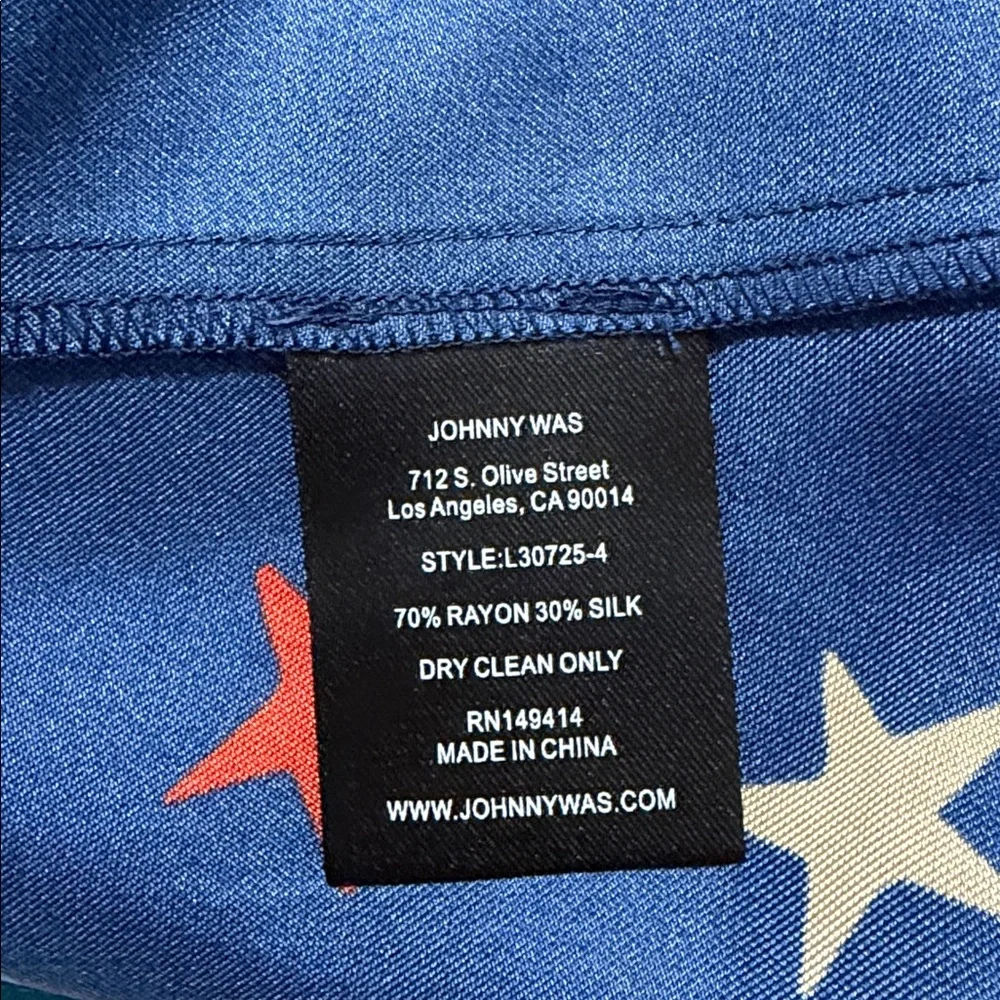 JOHNNY WAS
712 S. Olive Street
Los Angeles, CA 90014
STYLE:L30725-4
70% RAYON 30% SILK
DRY CLEAN ONLY
RN149414
MADE IN CHINA
WWW.JOHNNYWAS.COM